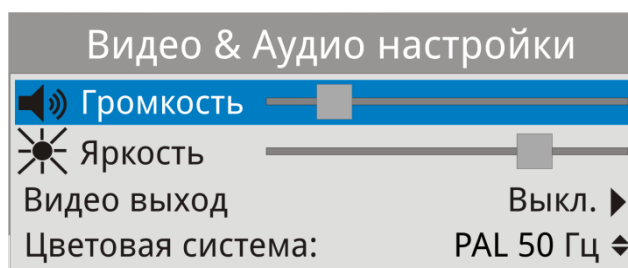 Видео & Аудио настройки
Громкость
Яркость
Видео выход Выкл.
Цветовая система: PAL 50 Гц